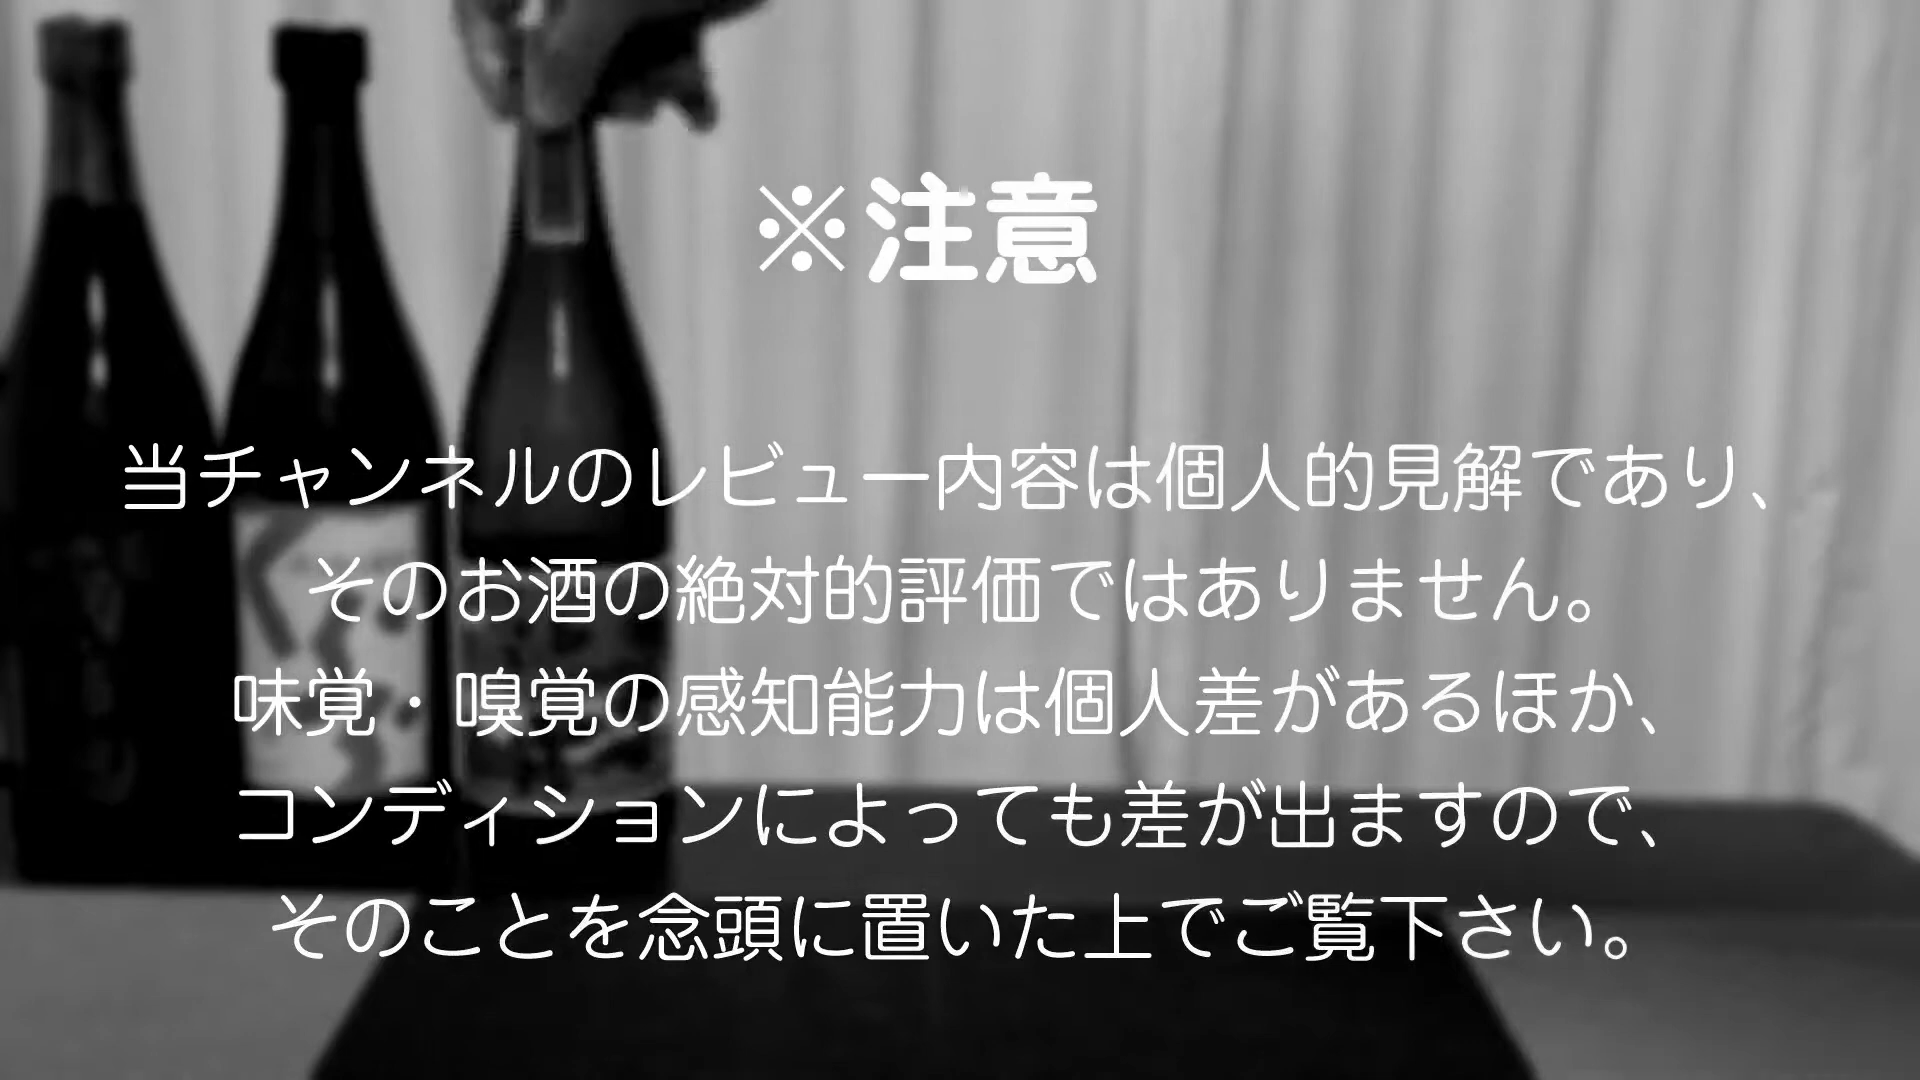 ※注意
当チャンネルのレビュー内容は個人的見解であり、
そのお酒の絶対的評価ではありません。
味覚・嗅覚の感知能力は個人差があるほか、
コンディションによっても差が出ますので、
そのことを念頭に置いた上でご覧下さい。